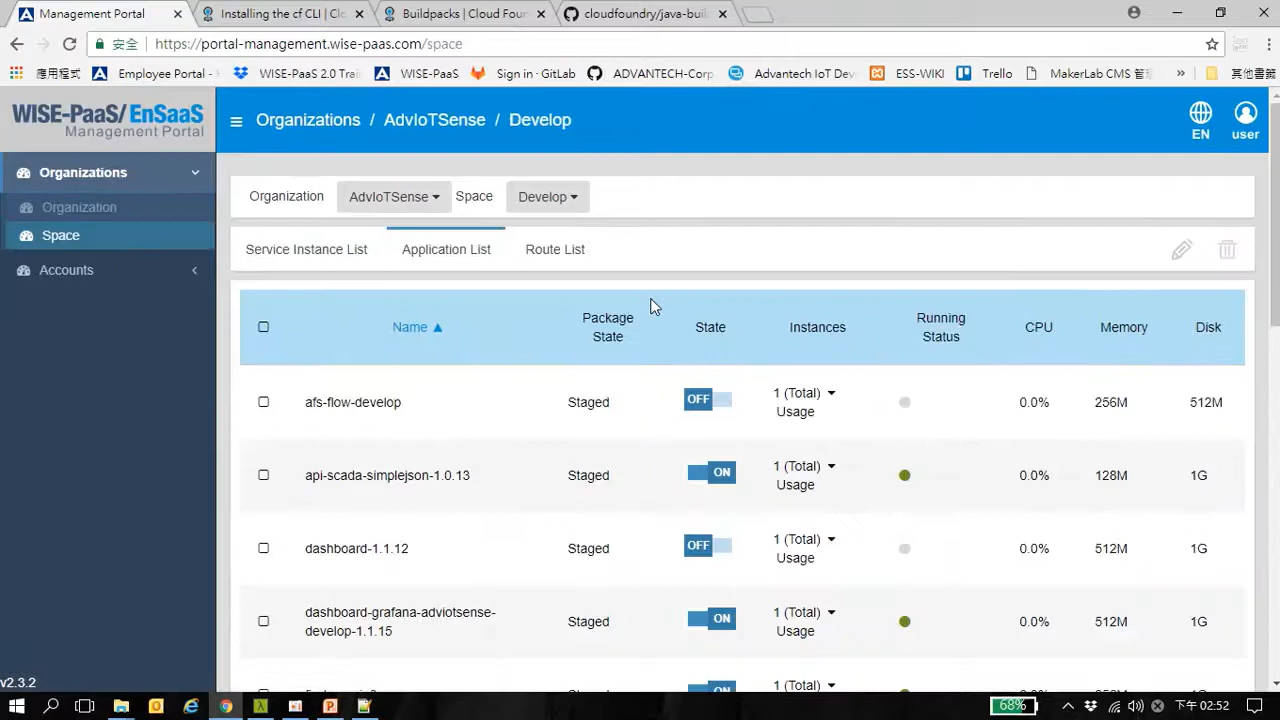 Management Portal
Installing the cf CLI | C
Buildpacks | Cloud Foun
cloudfoundry/java-buil
安全
https://portal-management.wise-paas.com/space
應用程式
Employee Portal -
WISE-PaaS 2.0 Trai
WISE-PaaS
Sign in · GitLab
ADVANTECH-Corp
Advantech IoT Dev
ESS-WIKI
Trello
MakerLab CMS 管
»
其他書籤
WISE-PaaS/ EnSaaS
Management Portal
Organizations / AdvIoTSense / Develop
EN
user
Organizations
Organization
Space
Accounts
Organization
AdvIoTSense
Space
Develop
Service Instance List
Application List
Route List
Name ▲
Package State
State
Instances
Running Status
CPU
Memory
Disk
afs-flow-develop
Staged
OFF
1 (Total)
Usage
0.0%
256M
512M
api-scada-simplejson-1.0.13
Staged
ON
1 (Total)
Usage
0.0%
128M
1G
dashboard-1.1.12
Staged
OFF
1 (Total)
Usage
0.0%
512M
1G
dashboard-grafana-adviotsense-
develop-1.1.15
Staged
ON
1 (Total)
Usage
0.0%
512M
1G
ON
1 (Total)
v2.3.2
68%
下午 02:52